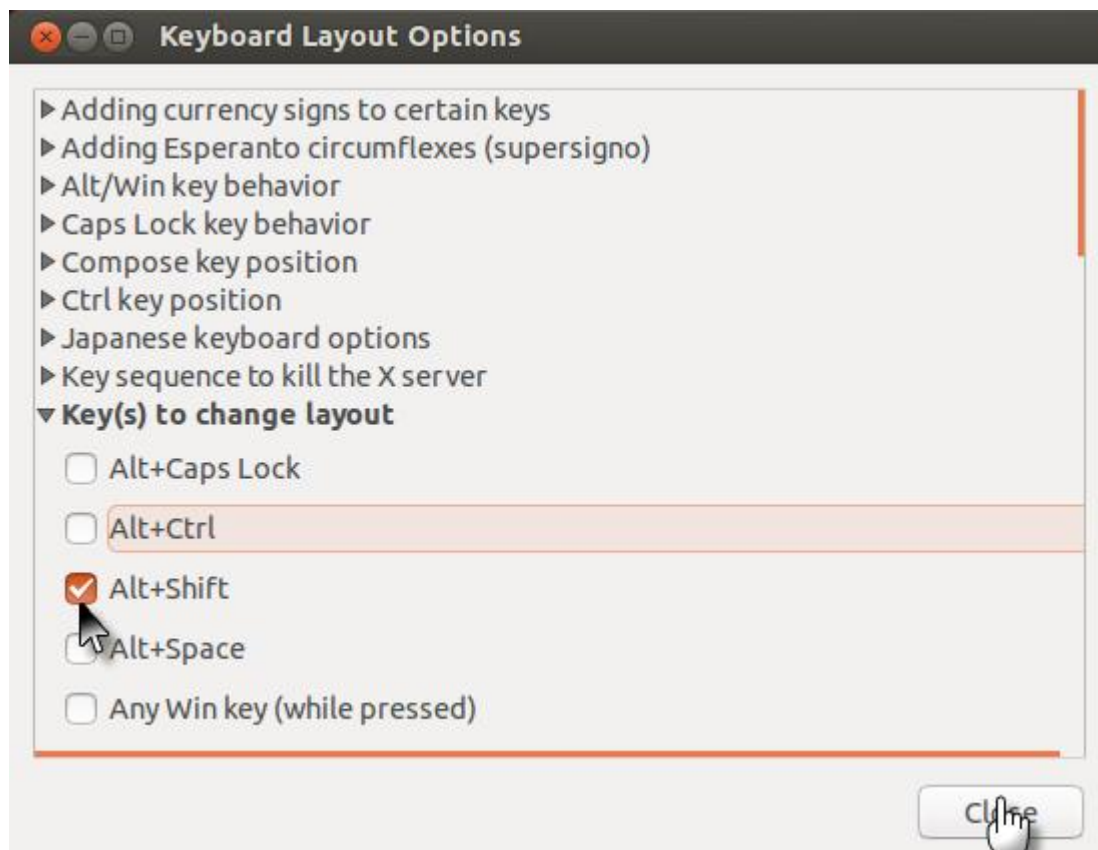 Keyboard Layout Options
Adding currency signs to certain keys
Adding Esperanto circumflexes (supersigno)
Alt/Win key behavior
Caps Lock key behavior
Compose key position
Ctrl key position
Japanese keyboard options
Key sequence to kill the X server
Key(s) to change layout
Alt+Caps Lock
Alt+Ctrl
Alt+Shift
Alt+Space
Any Win key (while pressed)
Close